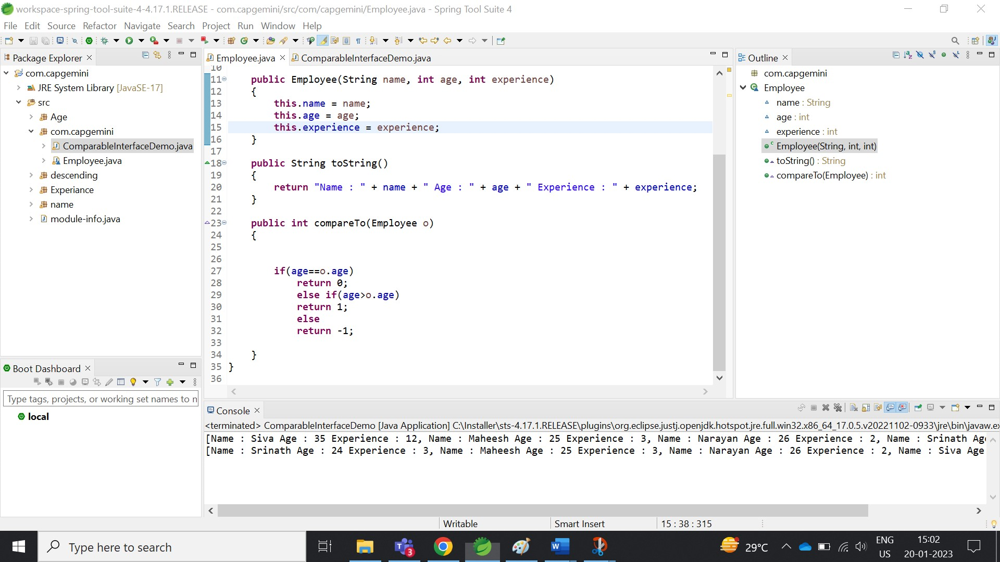 workspace-spring-tool-suite-4-4.17.1.RELEASE - com.capgemini/src/com/capgemini/Employee.java - Spring Tool Suite 4
File Edit Source Refactor Navigate Search Project Run Window Help
Package Explorer
com.capgemini
JRE System Library [JavaSE-17]
src
Age
com.capgemini
ComparableInterfaceDemo.java
Employee.java
descending
Experiance
name
module-info.java
Boot Dashboard
Type tags, projects, or working set names to n
local
Employee.java
ComparableInterfaceDemo.java
10
11 public Employee(String name, int age, int experience)
12 {
13 this.name = name;
14 this.age = age;
15 this.experience = experience;
16 }
17
18 public String toString()
19 {
20 return "Name : " + name + " Age : " + age + " Experience : " + experience;
21 }
22
23 public int compareTo(Employee o)
24 {
25
26
27 if(age==o.age)
28 return 0;
29 else if(age>o.age)
30 return 1;
31 else
32 return -1;
33
34 }
35 }
36
Outline
com.capgemini
Employee
name : String
age : int
experience : int
Employee(String, int, int)
toString() : String
compareTo(Employee) : int
Console
<terminated> ComparableInterfaceDemo [Java Application] C:\Installer\sts-4.17.1.RELEASE\plugins\org.eclipse.justj.openjdk.hotspot.jre.full.win32.x86_64_17.0.5.v20221102-0933\jre\bin\javaw.ex
[Name : Siva Age : 35 Experience : 12, Name : Maheesh Age : 25 Experience : 3, Name : Narayan Age : 26 Experience : 2, Name : Srinath Age
[Name : Srinath Age : 24 Experience : 3, Name : Maheesh Age : 25 Experience : 3, Name : Narayan Age : 26 Experience : 2, Name : Siva Age
Writable
Smart Insert
15 : 38 : 315
Type here to search
3
29°C
ENG
US
15:02
20-01-2023